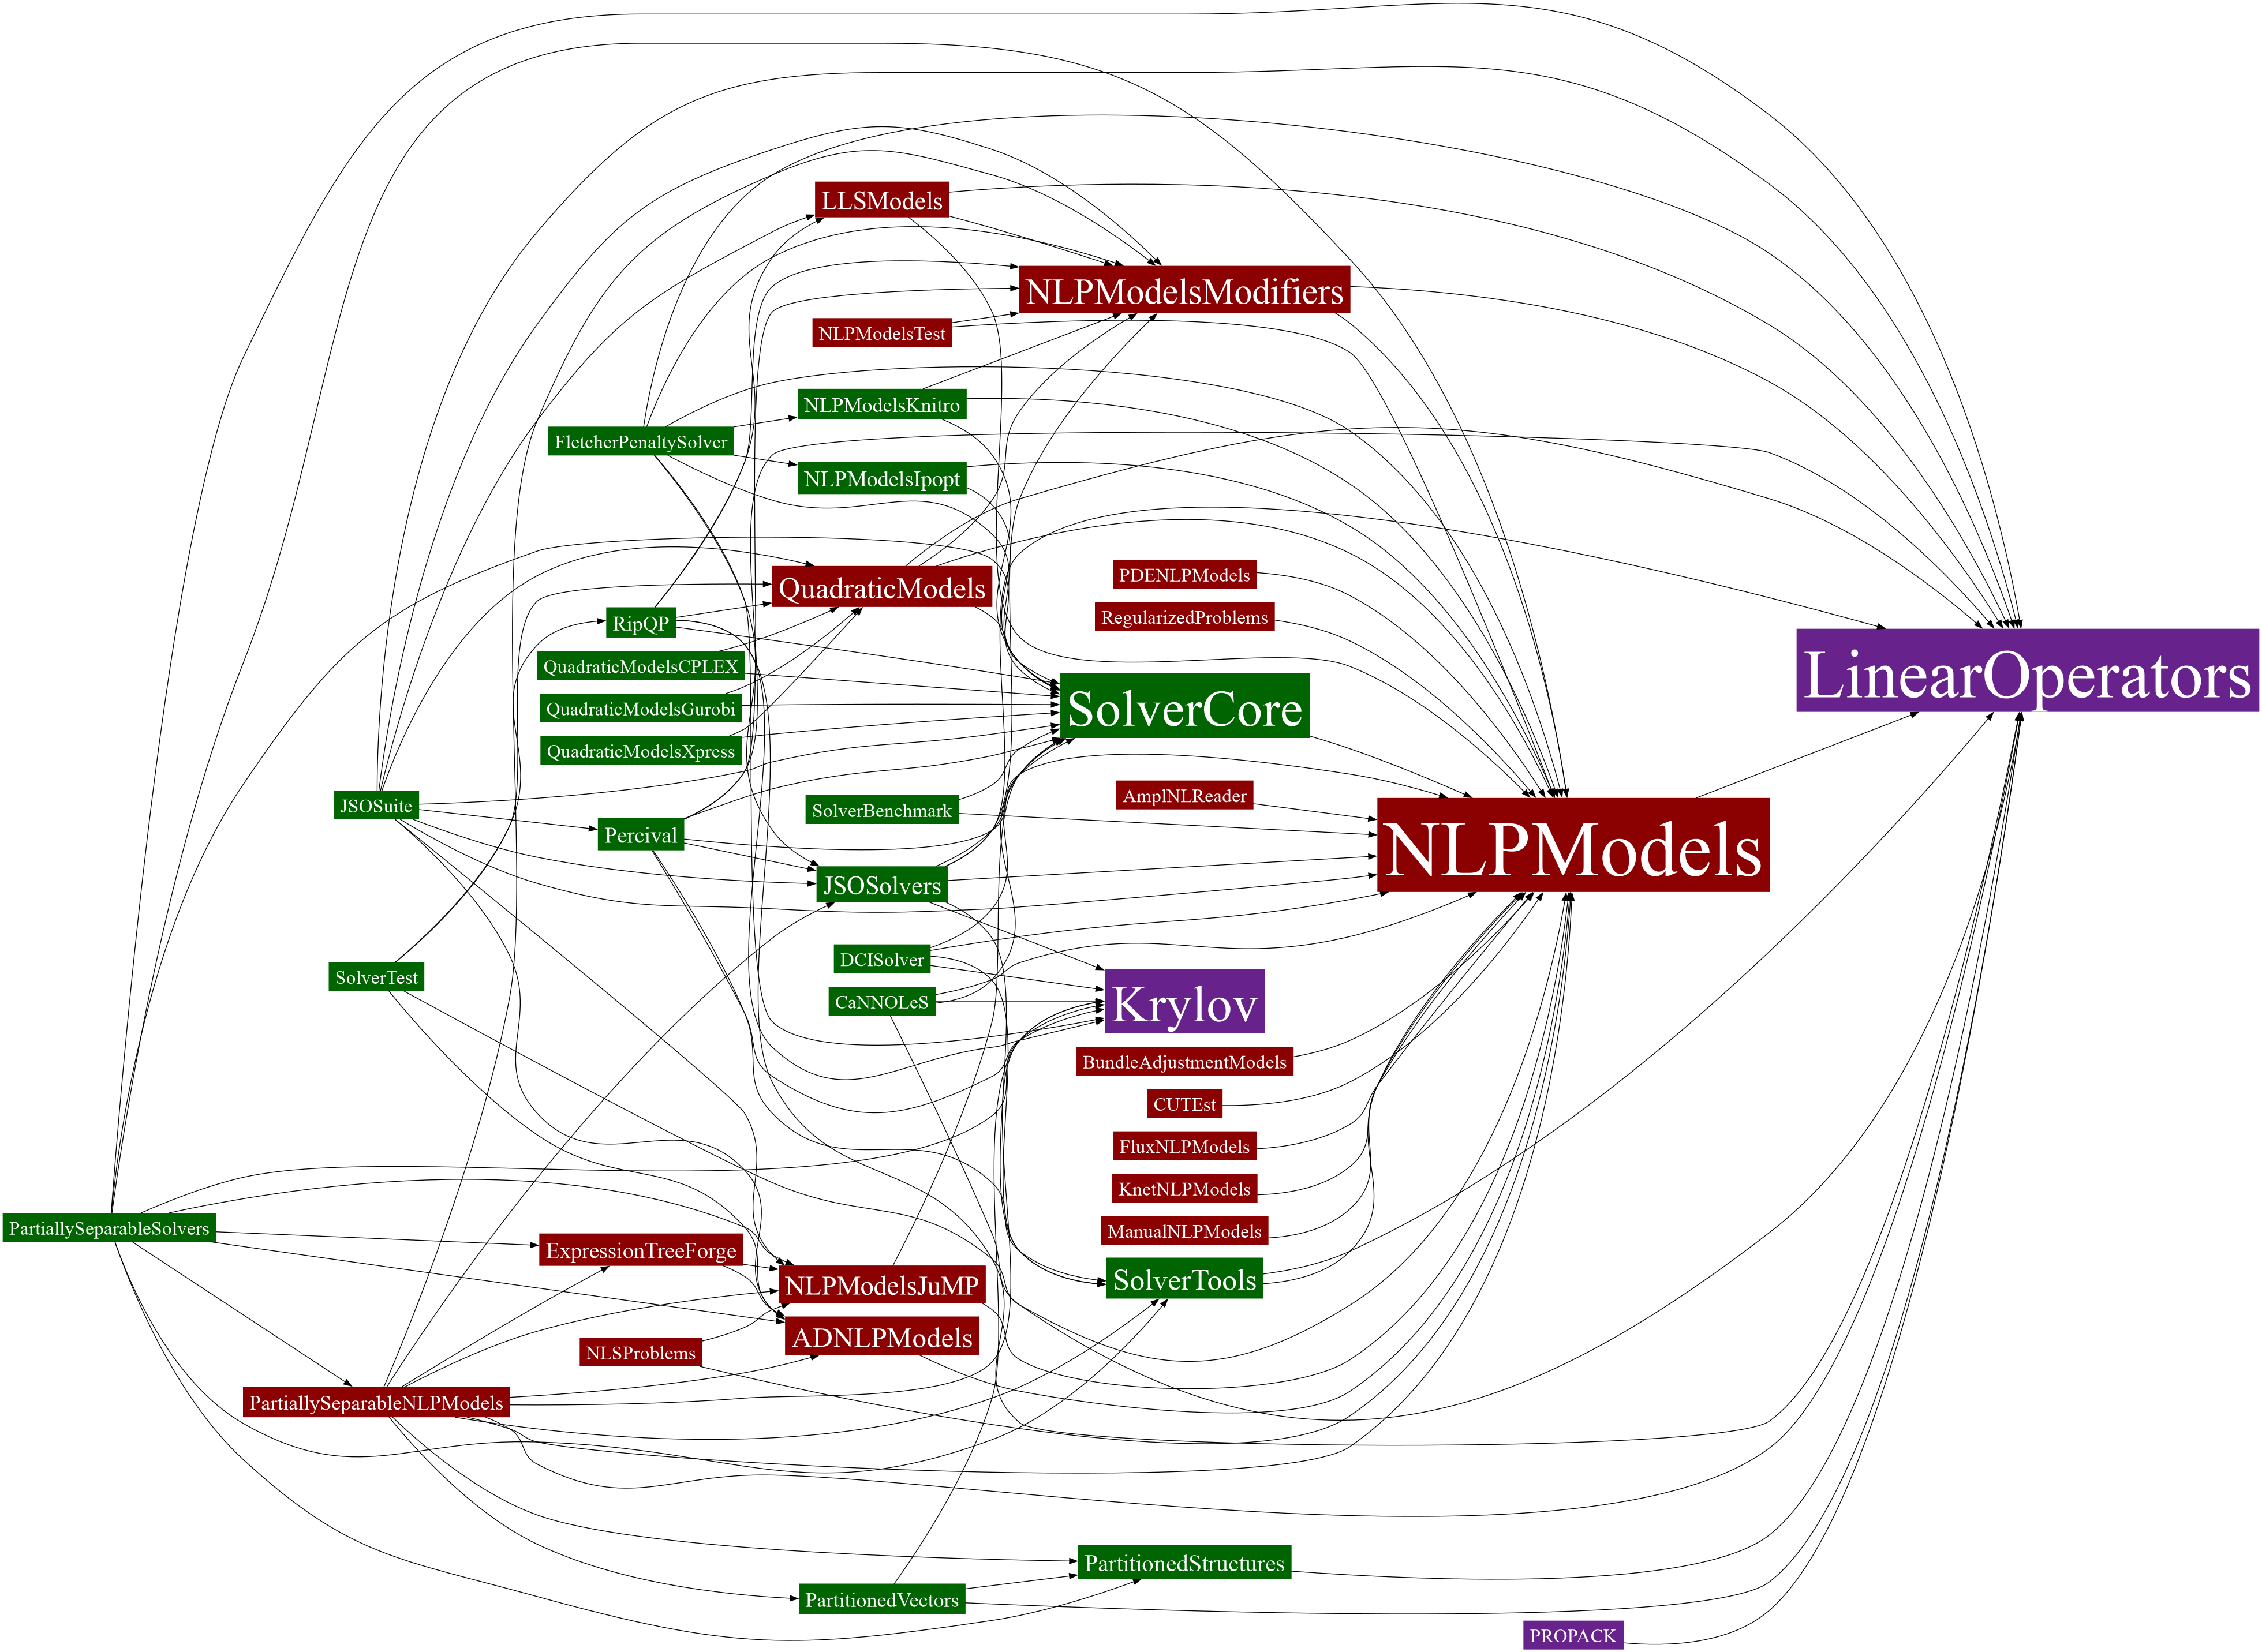 LLSModels
NLPModelsModifiers
NLPModelsTest
NLPModelsKnitro
FletcherPenaltySolver
NLPModelsIpopt
PDENLPModels
QuadraticModels
RegularizedProblems
RipQP
QuadraticModelsCPLEX
LinearOperators
QuadraticModelsGurobi
SolverCore
QuadraticModelsXpress
AmplNLReader
JSOSuite
SolverBenchmark
Percival
NLPModels
JSOSolvers
DCISolver
SolverTest
CaNNOLeS
Krylov
BundleAdjustmentModels
CUTEst
FluxNLPModels
KnetNLPModels
PartiallySeparableSolvers
ManualNLPModels
ExpressionTreeForge
SolverTools
NLPModelsJuMP
ADNLPModels
NLSProblems
PartiallySeparableNLPModels
PartitionedStructures
PartitionedVectors
PROPACK